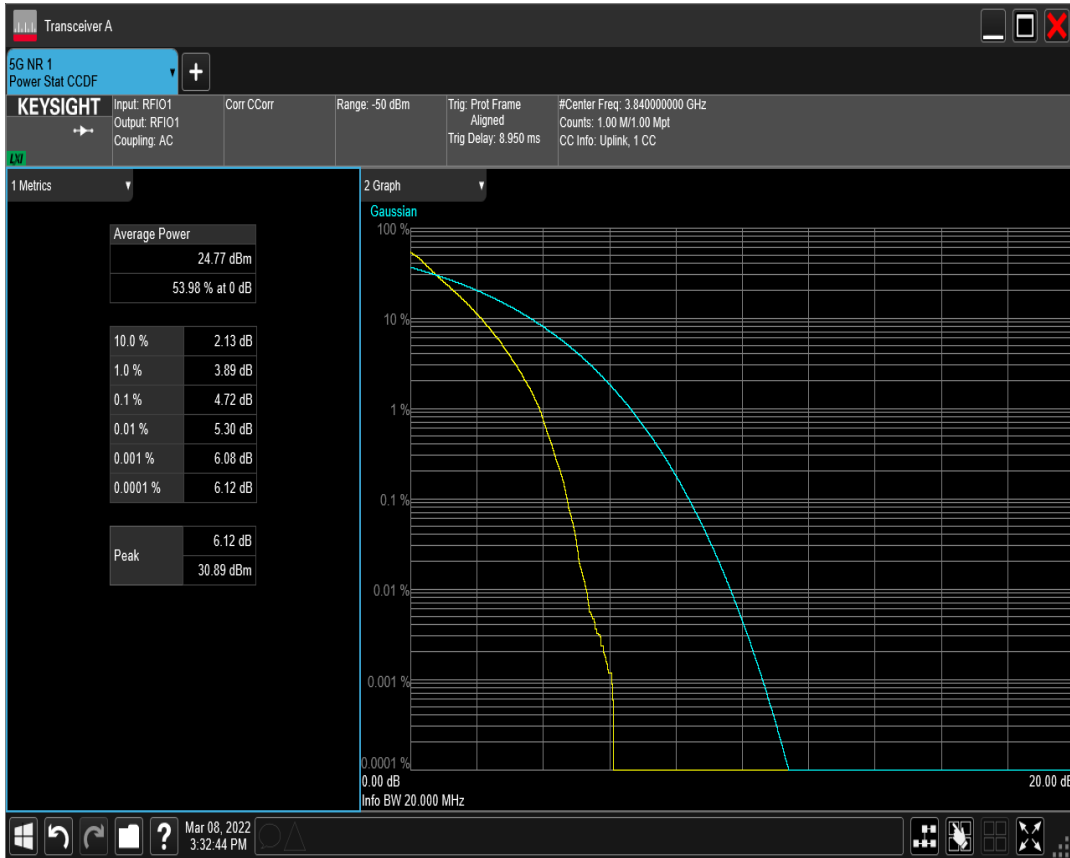 Transceiver A
5G NR 1
Power Stat CCDF
+
KEYSIGHT
LXI
Input: RFIO1
Output: RFIO1
Coupling: AC
Corr CCorr
Range: -50 dBm
Trig: Prot Frame
Aligned
Trig Delay: 8.950 ms
#Center Freq: 3.840000000 GHz
Counts: 1.00 M/1.00 Mpt
CC Info: Uplink, 1 CC
1 Metrics
Average Power
24.77 dBm
53.98 % at 0 dB
10.0 % 2.13 dB
1.0 % 3.89 dB
0.1 % 4.72 dB
0.01 % 5.30 dB
0.001 % 6.08 dB
0.0001 % 6.12 dB
Peak
6.12 dB
30.89 dBm
2 Graph
Gaussian
100 %
10 %
1 %
0.1 %
0.01 %
0.001 %
0.0001 %
0.00 dB 20.00 dB
Info BW 20.000 MHz
?
Mar 08, 2022
3:32:44 PM